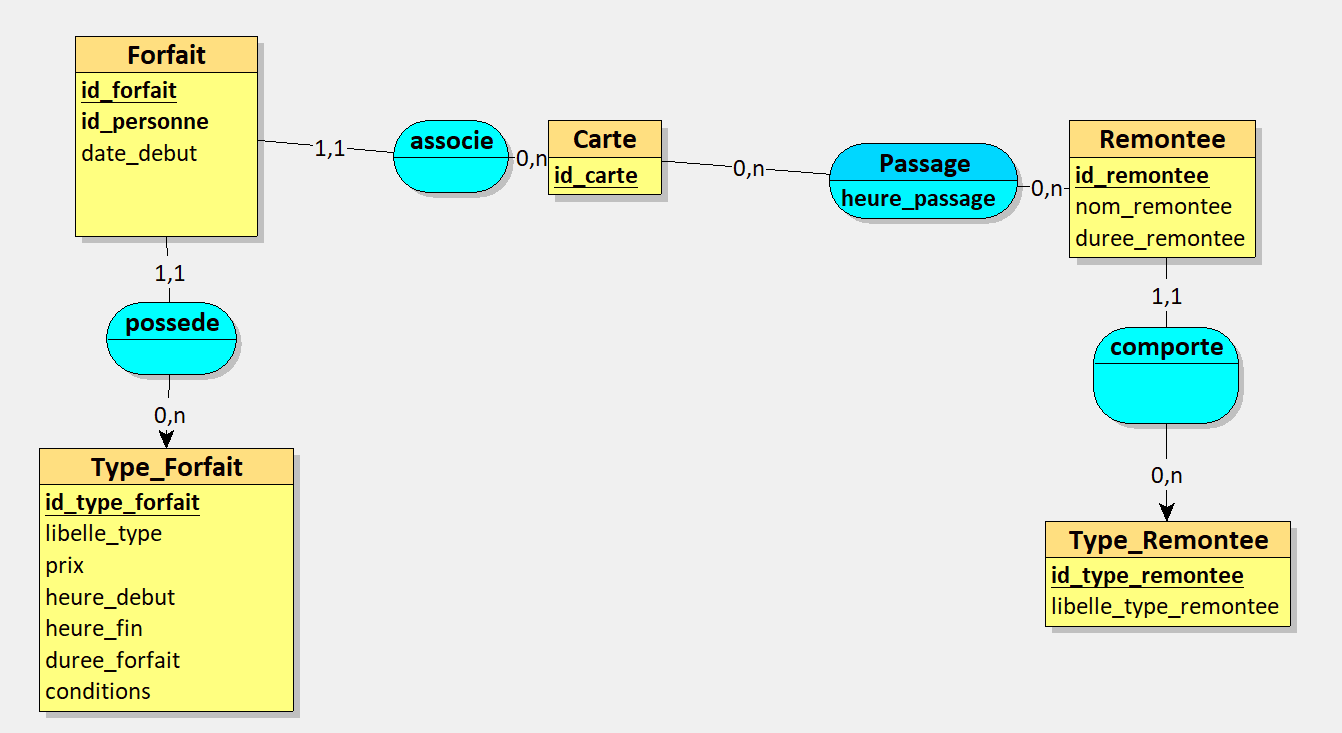 Forfait
id_forfait
id_personne
date_debut
1,1
associe
0,n
Carte
id_carte
0,n
Passage
heure_passage
0,n
Remontee
id_remontee
nom_remontee
duree_remontee
1,1
possede
0,n
Type_Forfait
id_type_forfait
libelle_type
prix
heure_debut
heure_fin
duree_forfait
conditions
1,1
comporte
0,n
Type_Remontee
id_type_remontee
libelle_type_remontee